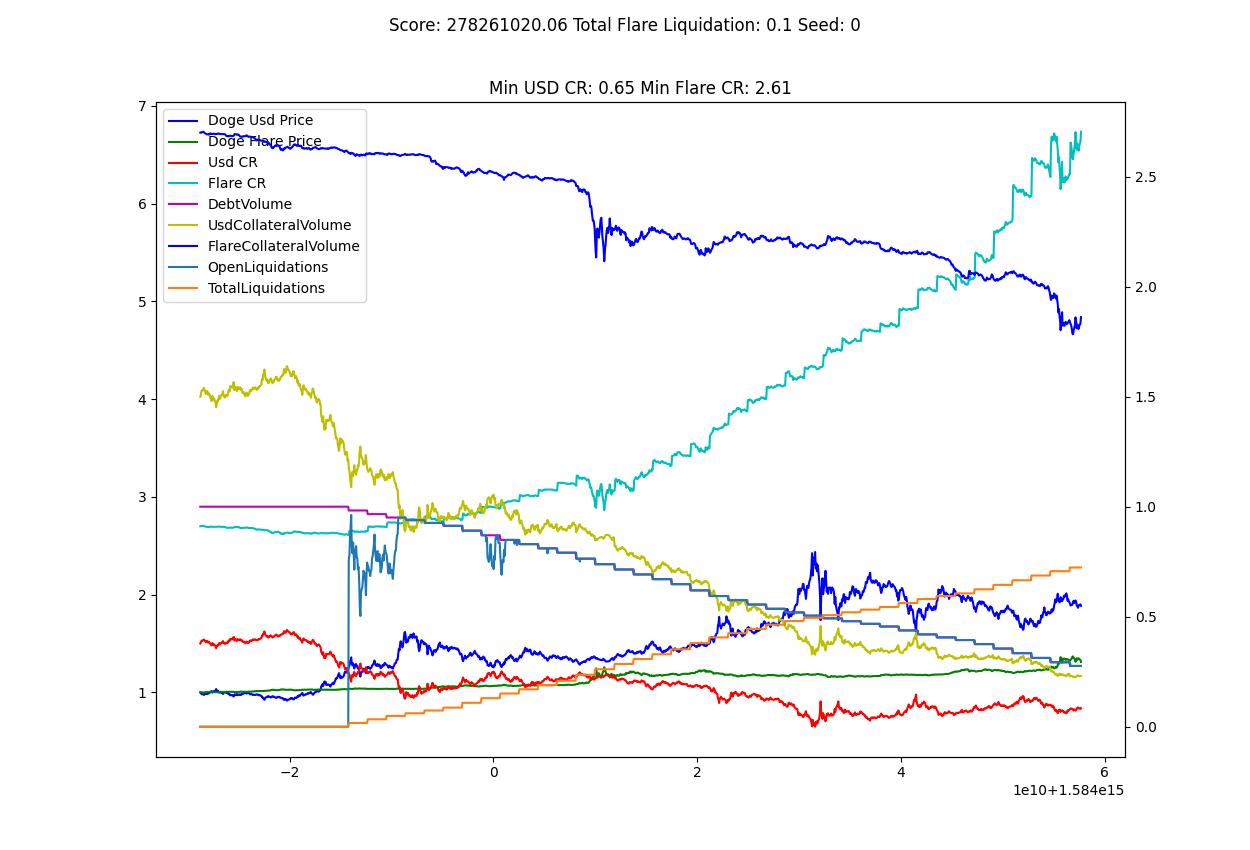 Score: 278261020.06 Total Flare Liquidation: 0.1 Seed: 0
Min USD CR: 0.65 Min Flare CR: 2.61
7
6
5
4
3
2
1
Doge Usd Price
Doge Flare Price
Usd CR
Flare CR
DebtVolume
UsdCollateralVolume
FlareCollateralVolume
OpenLiquidations
TotalLiquidations
2.5
2.0
1.5
1.0
0.5
0.0
−2 0 2 4 6
1e10+1.584e15